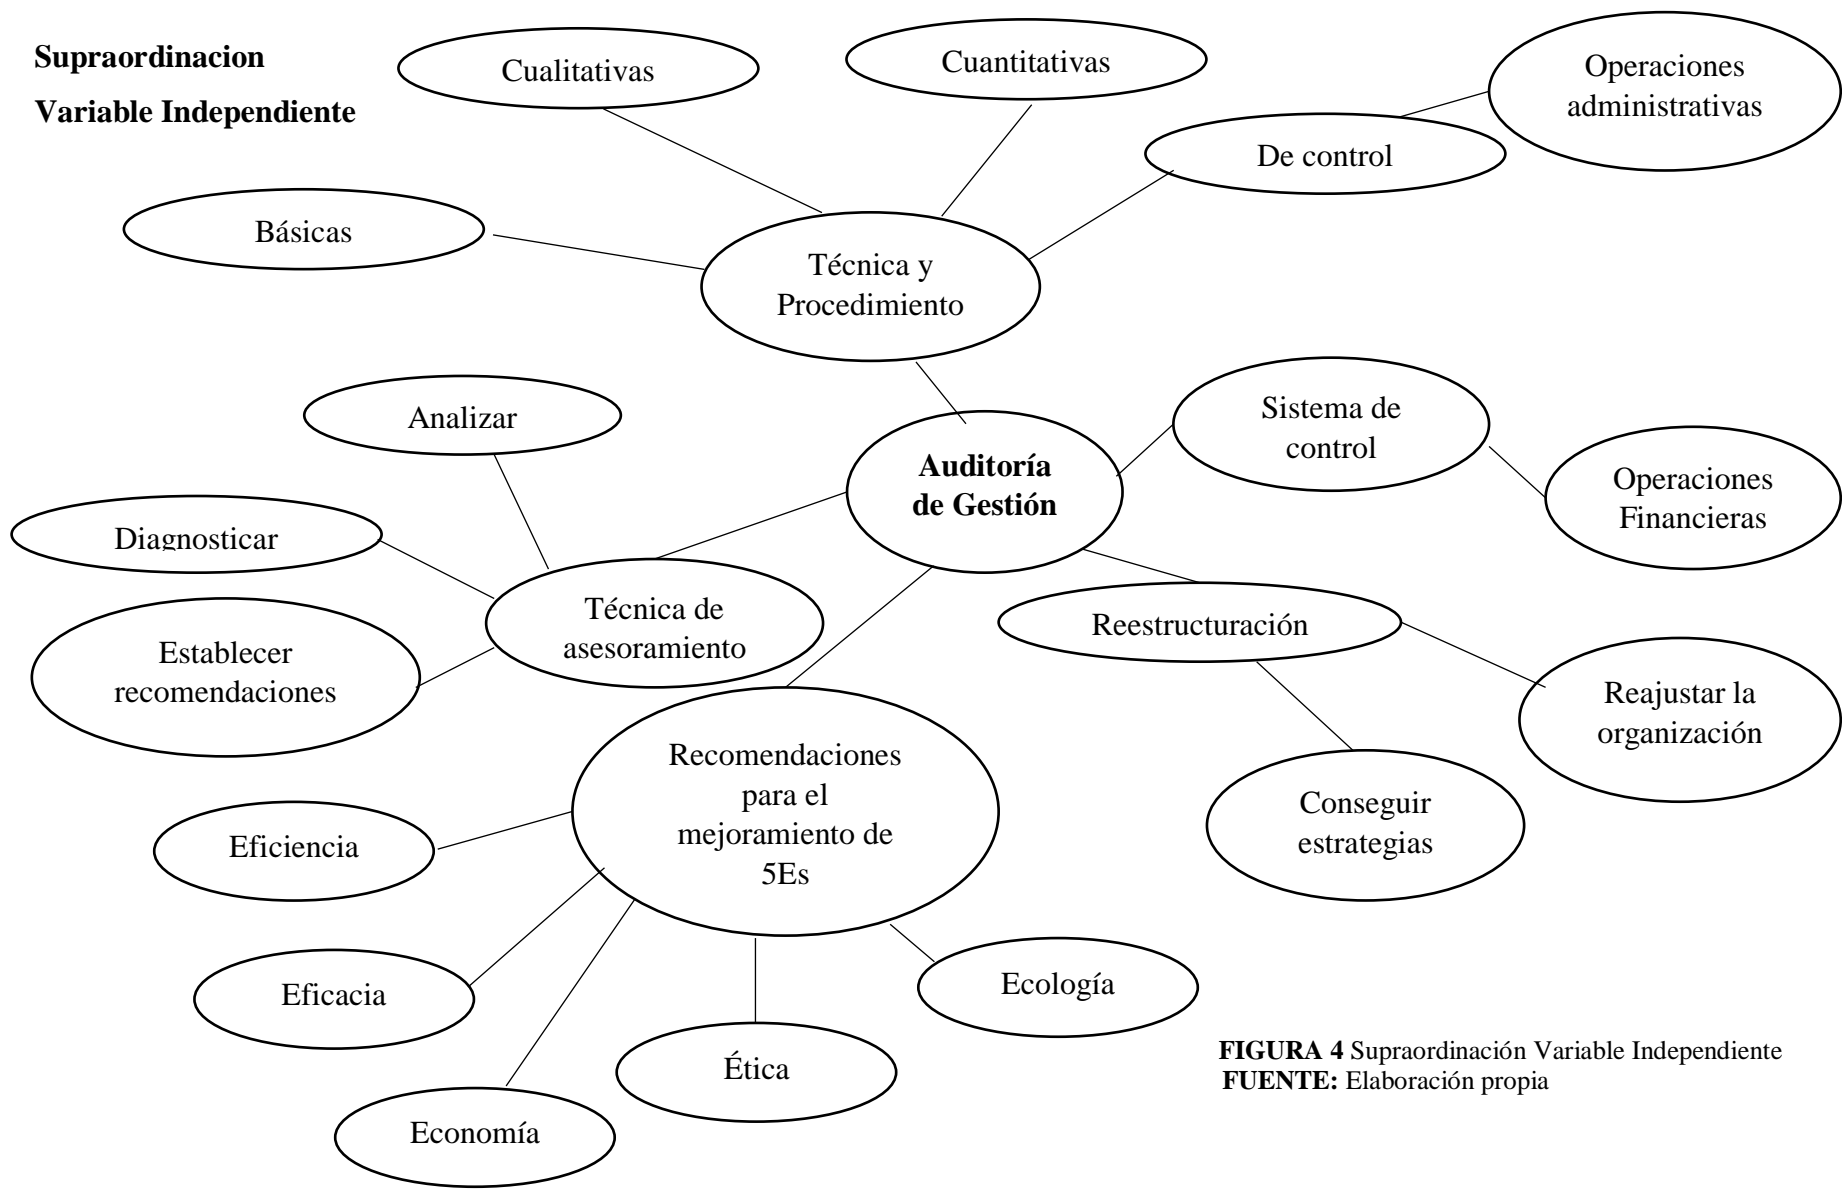 Supraordinacion
Variable Independiente
Cualitativas
Cuantitativas
Operaciones
administrativas
De control
Básicas
Técnica y
Procedimiento
Analizar
Sistema de
control
Auditoría
de Gestión
Operaciones
Financieras
Diagnosticar
Técnica de
asesoramiento
Reestructuración
Establecer
recomendaciones
Reajustar la
organización
Recomendaciones
para el
mejoramiento de
5Es
Conseguir
estrategias
Eficiencia
Eficacia
Ecología
Ética
Economía
FIGURA 4 Supraordinación Variable Independiente
FUENTE: Elaboración propia